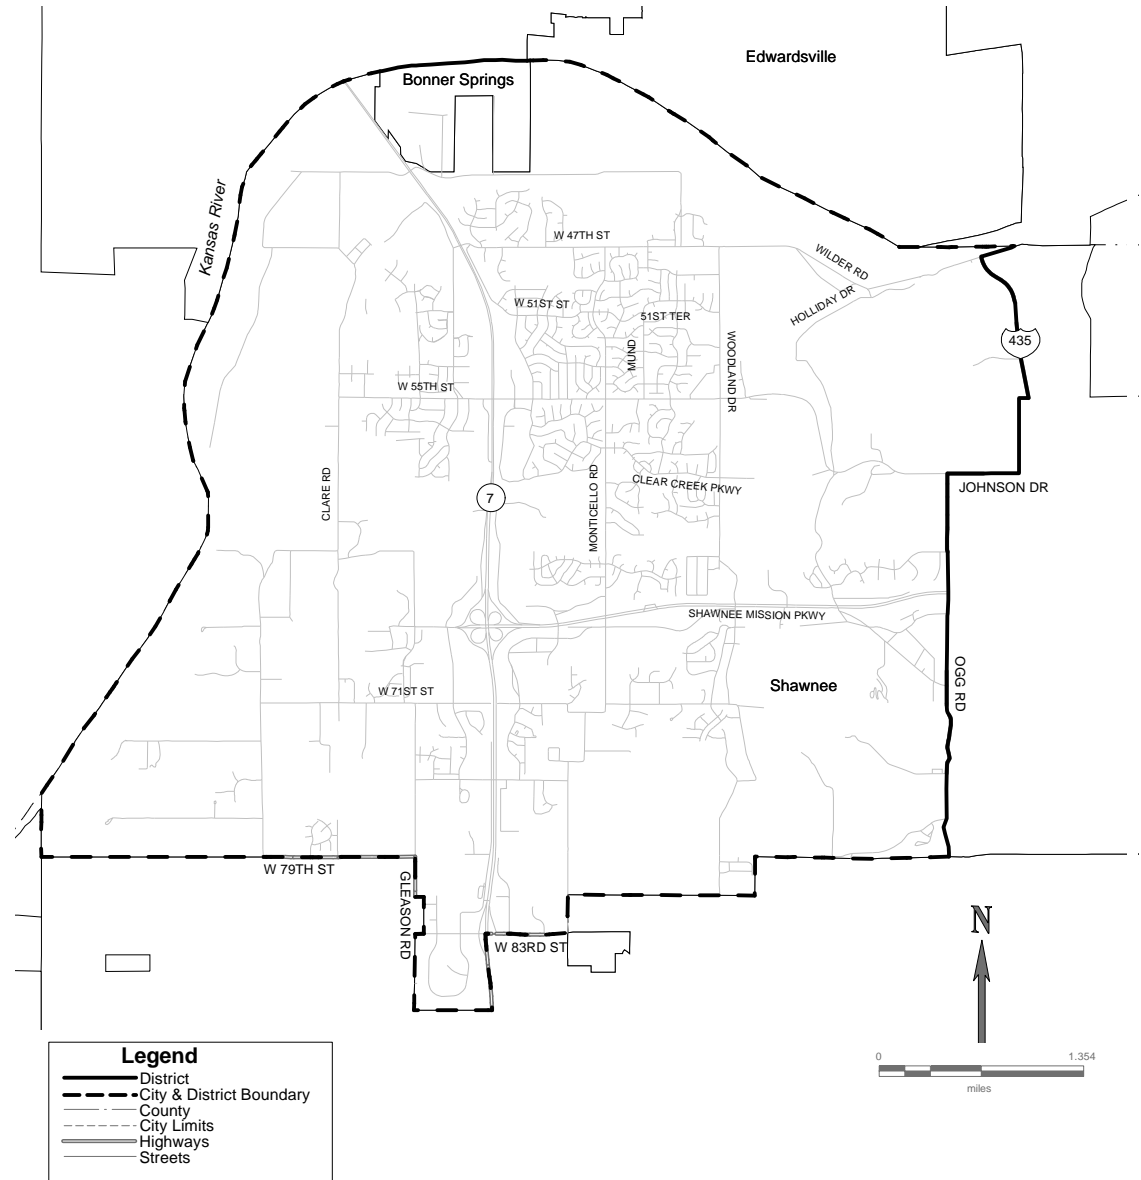 Edwardsville
Bonner Springs
Kansas River
W 47TH ST
WILDER RD
HOLLIDAY DR
W 51ST ST
51ST TER
435
MUND
WOODLAND DR
W 55TH ST
CLARE RD
MONTICELLO RD
CLEAR CREEK PKWY
JOHNSON DR
7
SHAWNEE MISSION PKWY
W 71ST ST
Shawnee
OGG RD
W 79TH ST
GLEASON RD
W 83RD ST
N
0 1.354
miles
Legend
District
City & District Boundary
County
City Limits
Highways
Streets